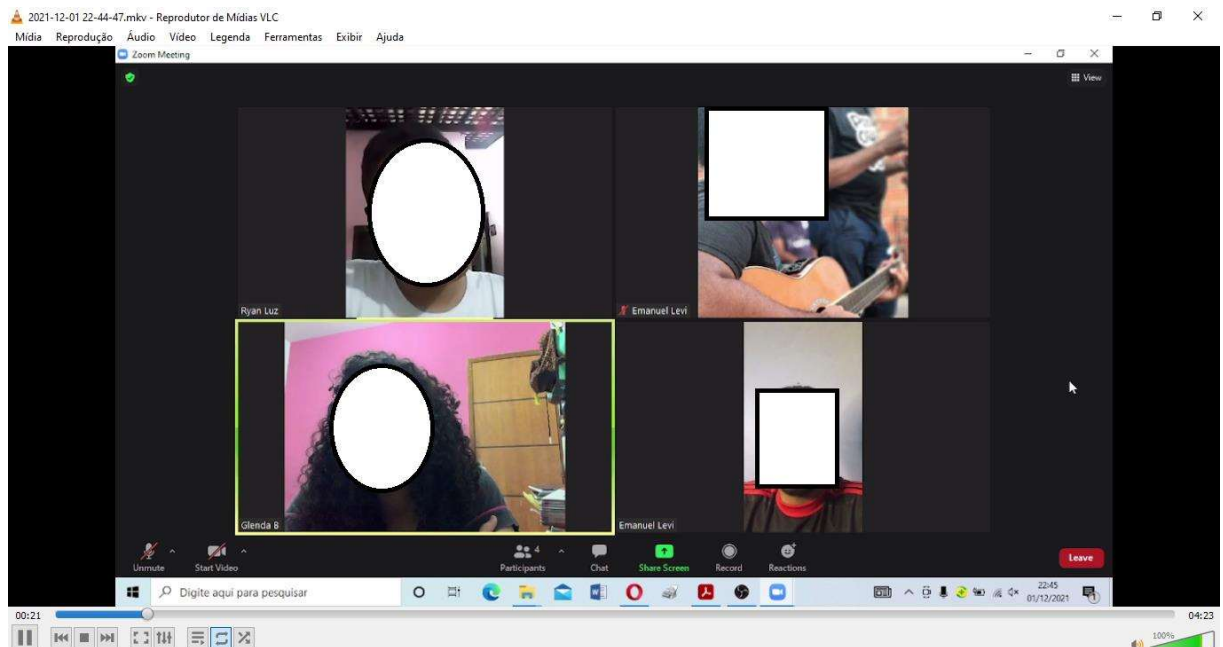 2021-12-01 22-44-47.mkv - Reprodutor de Mídias VLC
Mídia Reprodução Áudio Vídeo Legenda Ferramentas Exibir Ajuda
Zoom Meeting
View
Ryan Luz
Emanuel Levi
Glenda B
Emanuel Levi
Unmute Start Video Participants 4 Chat Share Screen Record Reactions Leave
Digite aqui para pesquisar
22:45
01/12/2021
00:21 04:23
100%